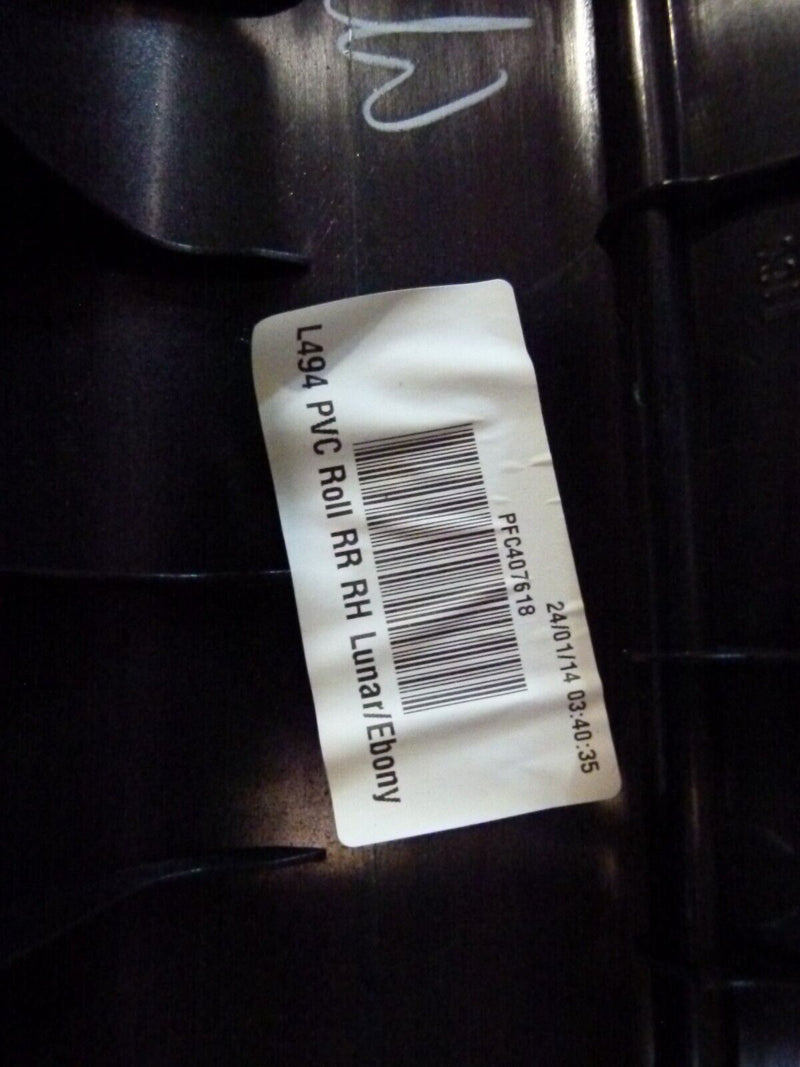 24/01/14 03:40:35
PFC407618
L494 PVC Roll RR RH Lunar/Ebony